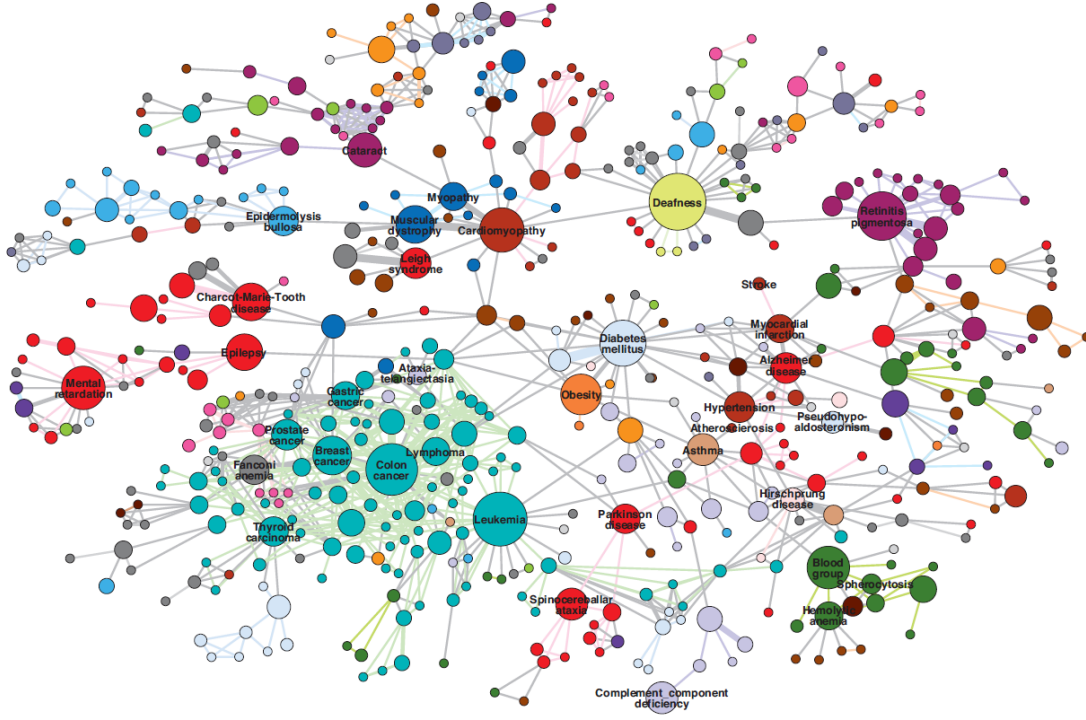 Cataract
Deafness
Myopathy
Epidermolysis
bullosa
Muscular
dystrophy
Cardiomyopathy
Retinitis
pigmentosa
Leigh
syndrome
Charcot-Marie-Tooth
disease
Stroke
Myocardial
infarction
Diabetes
mellitus
Epilepsy
Ataxia-
telangiectasia
Alzheimer
disease
Mental
retardation
Gastric
cancer
Obesity
Hypertension
Pseudohypo-
aldosteronism
Prostate
cancer
Atherosclerosis
Breast
cancer
Lymphoma
Asthma
Colon
cancer
Fanconi
anemia
Hirschprung
disease
Leukemia
Parkinson
disease
Thyroid
carcinoma
Blood
group
Spherocytosis
Spinocereballar
ataxia
Hemolytic
anemia
Complement_component
deficiency